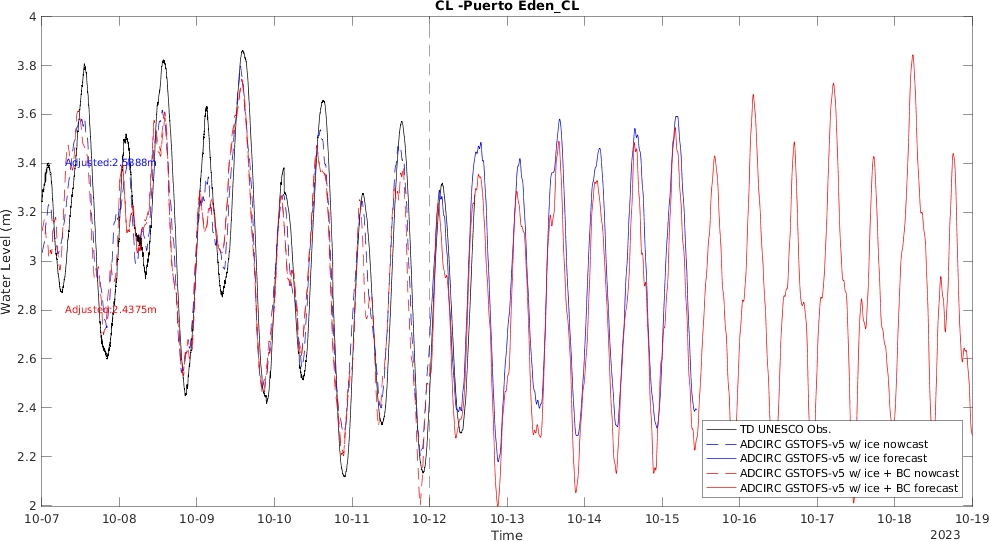 CL -Puerto Eden_CL
4
3.8
3.6
3.4
3.2
3
2.8
2.6
2.4
2.2
2
Water Level (m)
Adjusted:2.5388m
Adjusted:2.4375m
TD UNESCO Obs.
ADCIRC GSTOFS-v5 w/ ice nowcast
ADCIRC GSTOFS-v5 w/ ice forecast
ADCIRC GSTOFS-v5 w/ ice + BC nowcast
ADCIRC GSTOFS-v5 w/ ice + BC forecast
10-07 10-08 10-09 10-10 10-11 10-12 10-13 10-14 10-15 10-16 10-17 10-18 10-19
Time
2023